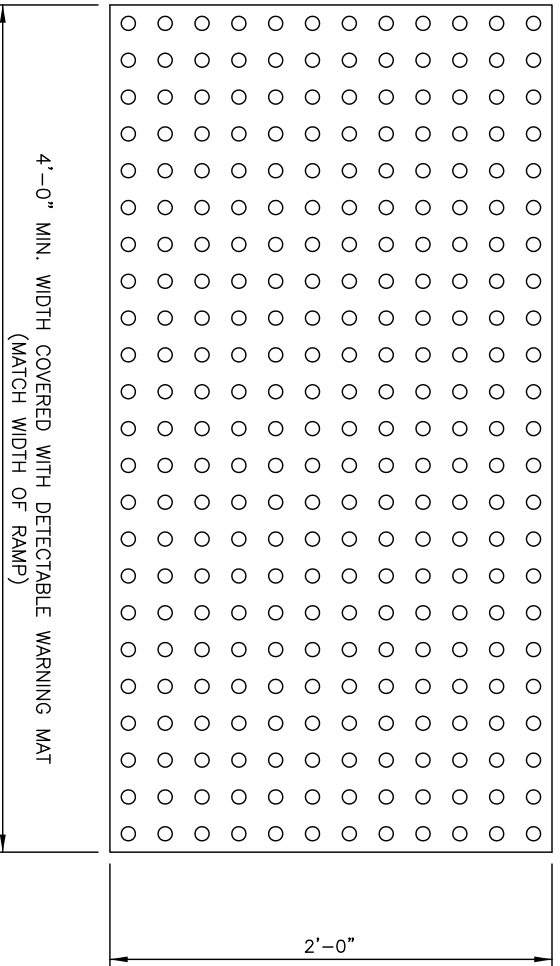 4'-0" MIN. WIDTH COVERED WITH DETECTABLE WARNING MAT
(MATCH WIDTH OF RAMP)
2'-0"